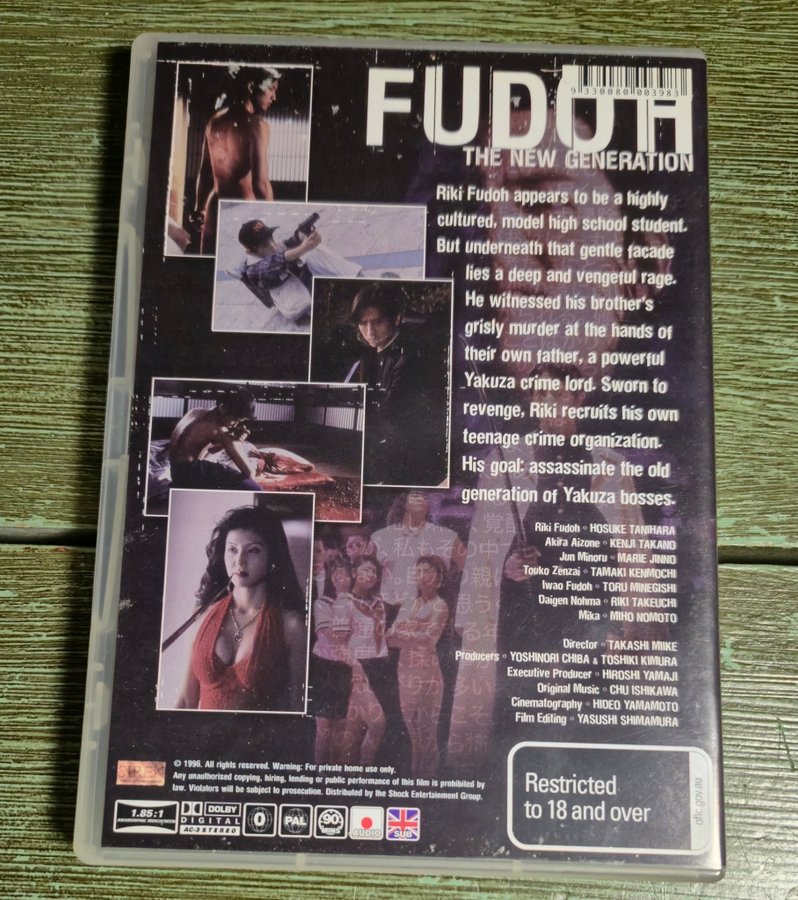 FUDOH
9 330080 003983
THE NEW GENERATION
Riki Fudoh appears to be a highly
cultured, model high school student.
But underneath that gentle facade
lies a deep and vengeful rage.
He witnessed his brother's
grisly murder at the hands of
their own father, a powerful
Yakuza crime lord. Sworn to
revenge, Riki recruits his own
teenage crime organization.
His goal: assassinate the old
generation of Yakuza bosses.
Riki Fudoh ◦ HOSUKE TANIHARA
Akira Aizone ◦ KENJI TAKANO
Jun Minoru ◦ MARIE JINNO
Touko Zenzai ◦ TAMAKI KENMOCHI
Iwao Fudoh ◦ TORU MINEGISHI
Daigen Nohma ◦ RIKI TAKEUCHI
Mika ◦ MIHO NOMOTO
Director ◦ TAKASHI MIIKE
Producers ◦ YOSHINORI CHIBA & TOSHIKI KIMURA
Executive Producer ◦ HIROSHI YAMAJI
Original Music ◦ CHU ISHIKAWA
Cinematography ◦ HIDEO YAMAMOTO
Film Editing ◦ YASUSHI SHIMAMURA
© 1996. All rights reserved. Warning: For private home use only.
Any unauthorised copying, hiring, lending or public performance of this film is prohibited by
law. Violators will be subject to prosecution. Distributed by the Shock Entertainment Group.
Restricted
to 18 and over
oflc.gov.au
1.85:1
ANAMORPHIC WIDESCREEN
DOLBY
DIGITAL
AC-3 STEREO
0
PAL
90
MINS
AUDIO
SUB